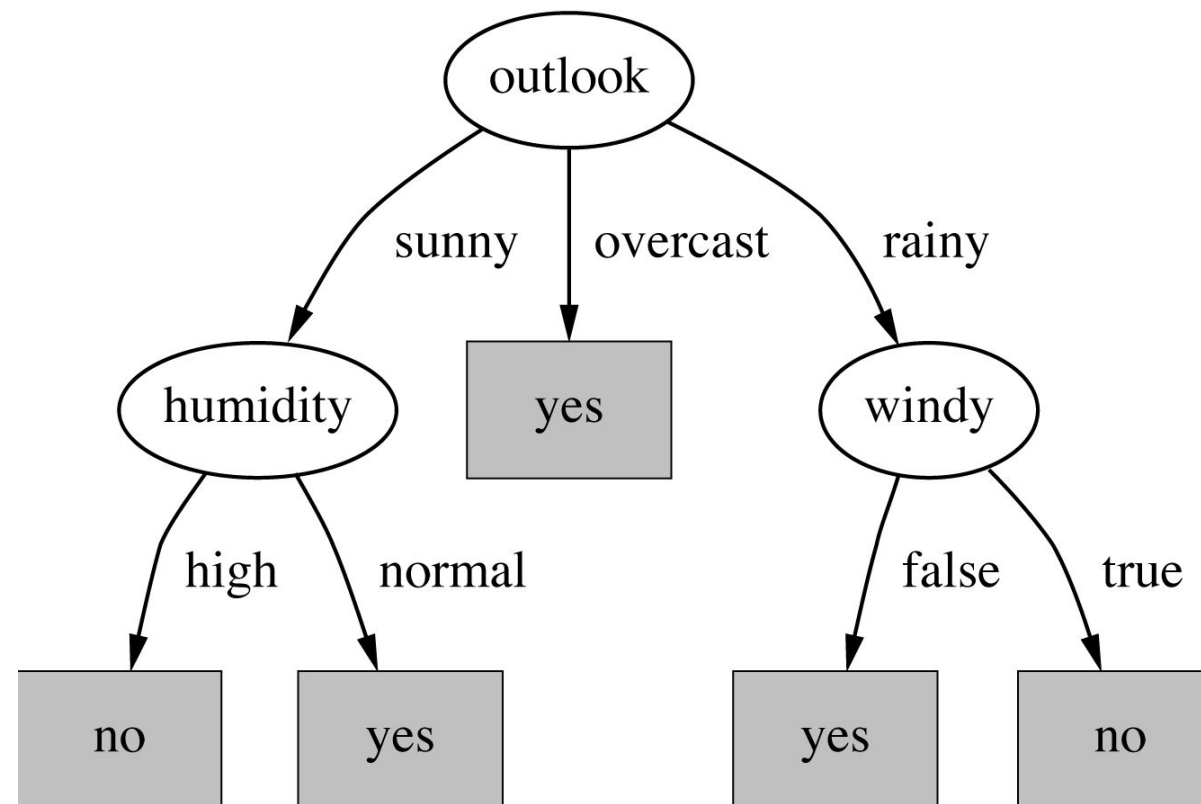 outlook
sunny overcast rainy
humidity yes windy
high normal false true
no yes yes no